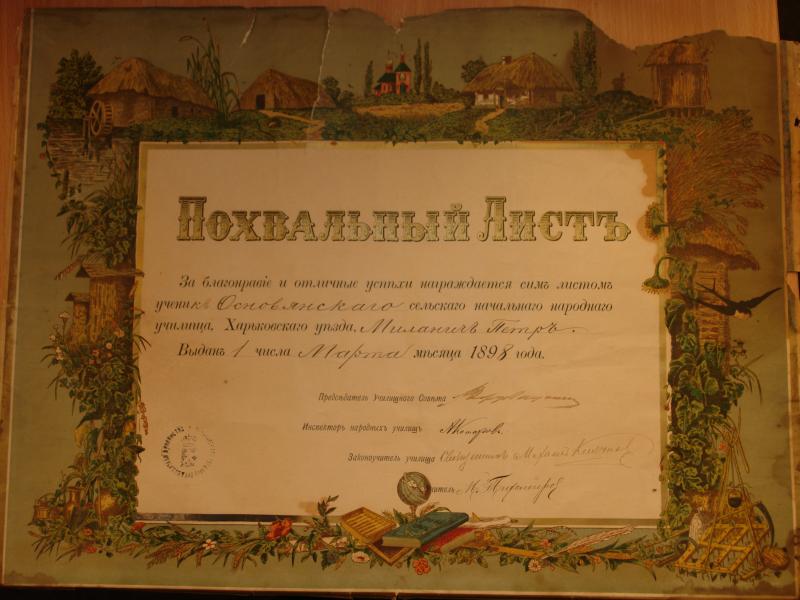 Похвальный Листъ
За благонравіе и отличные успѣхи награждается симъ листомъ
ученикъ Основянскаго сельскаго начальнаго народнаго
училища, Харьковскаго уѣзда, Миланичъ Петръ.
Выданъ 1 числа Марта мѣсяца 1898 года.
Предсѣдатель Училищнаго Совѣта
Инспекторъ народныхъ училищъ
Законоучитель училища Священникъ Михаилъ
М.